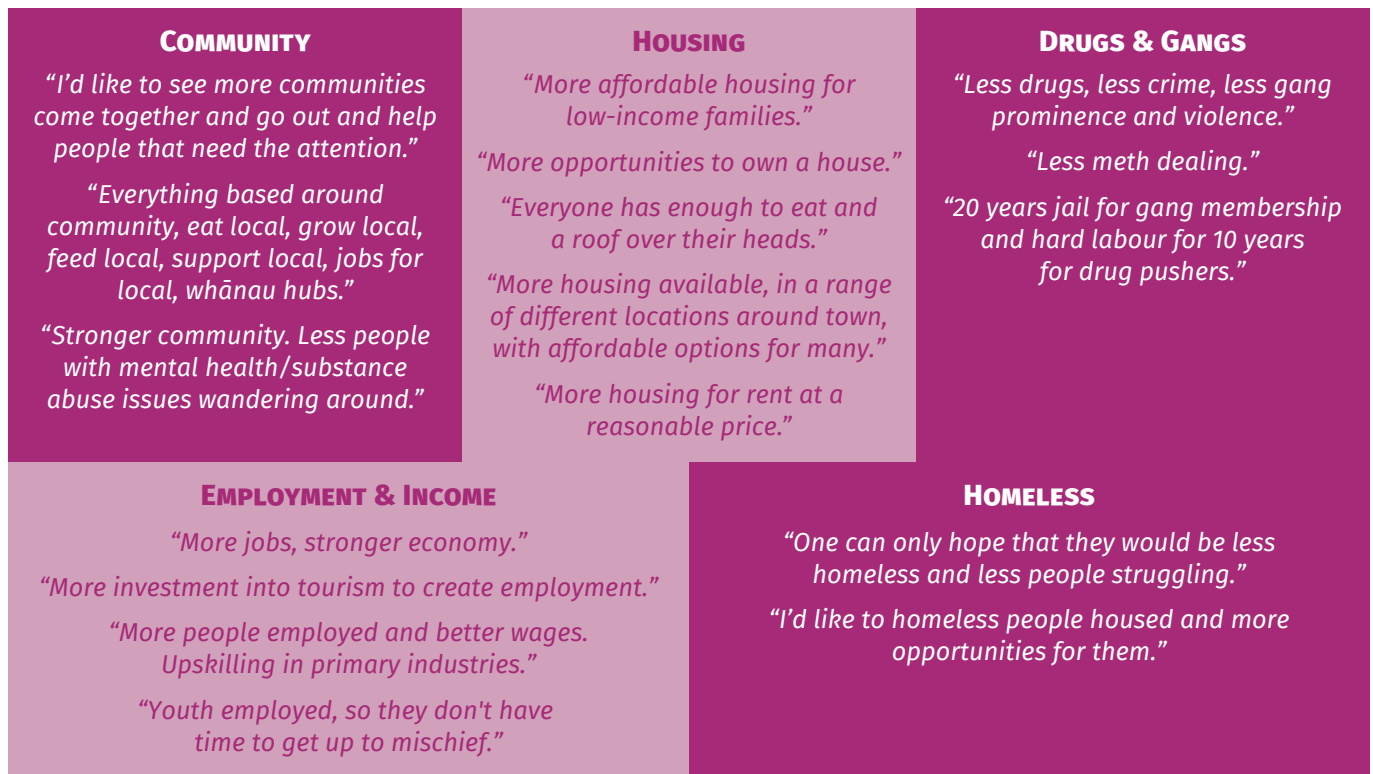 COMMUNITY
“I’d like to see more communities
come together and go out and help
people that need the attention.”
“Everything based around
community, eat local, grow local,
feed local, support local, jobs for
local, whānau hubs.”
“Stronger community. Less people
with mental health/substance
abuse issues wandering around.”
HOUSING
“More affordable housing for
low-income families.”
“More opportunities to own a house.”
“Everyone has enough to eat and
a roof over their heads.”
“More housing available, in a range
of different locations around town,
with affordable options for many.”
“More housing for rent at a
reasonable price.”
DRUGS & GANGS
“Less drugs, less crime, less gang
prominence and violence.”
“Less meth dealing.”
“20 years jail for gang membership
and hard labour for 10 years
for drug pushers.”
EMPLOYMENT & INCOME
“More jobs, stronger economy.”
“More investment into tourism to create employment.”
“More people employed and better wages.
Upskilling in primary industries.”
“Youth employed, so they don't have
time to get up to mischief.”
HOMELESS
“One can only hope that they would be less
homeless and less people struggling.”
“I’d like to homeless people housed and more
opportunities for them.”